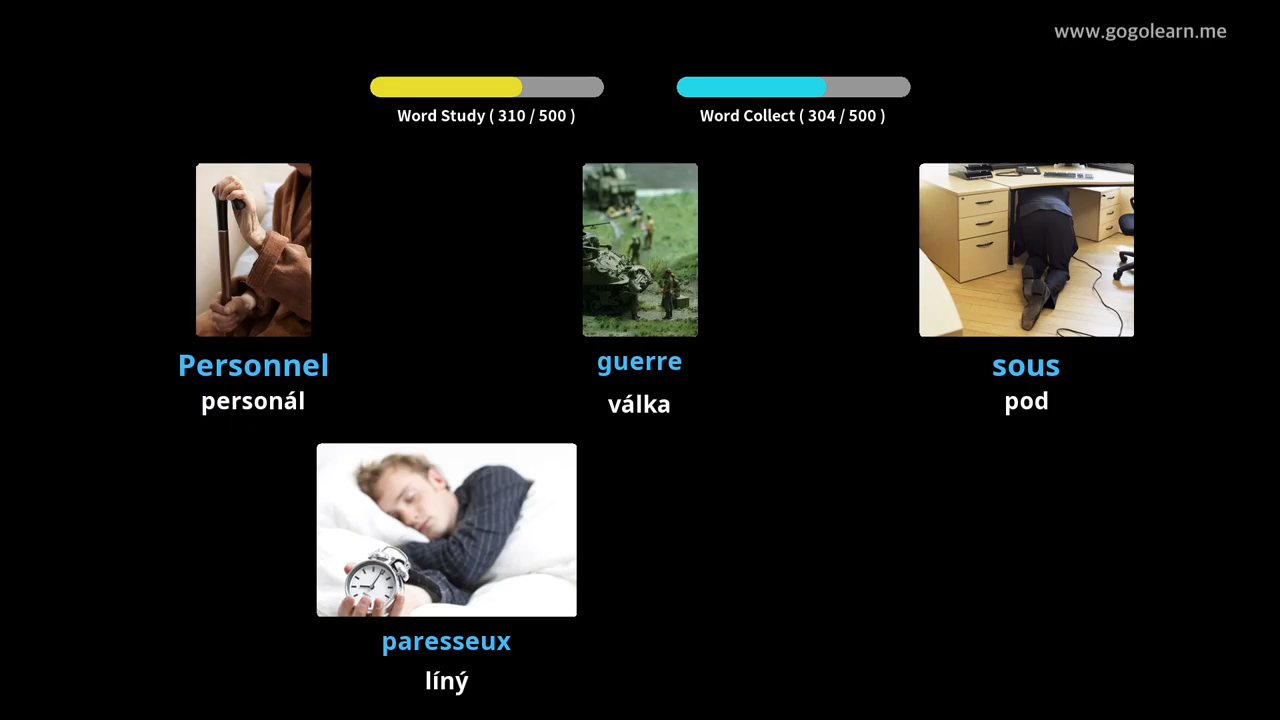 www.gogolearn.me
Word Study ( 310 / 500 )
Word Collect ( 304 / 500 )
Personnel
personál
guerre
válka
sous
pod
paresseux
líný